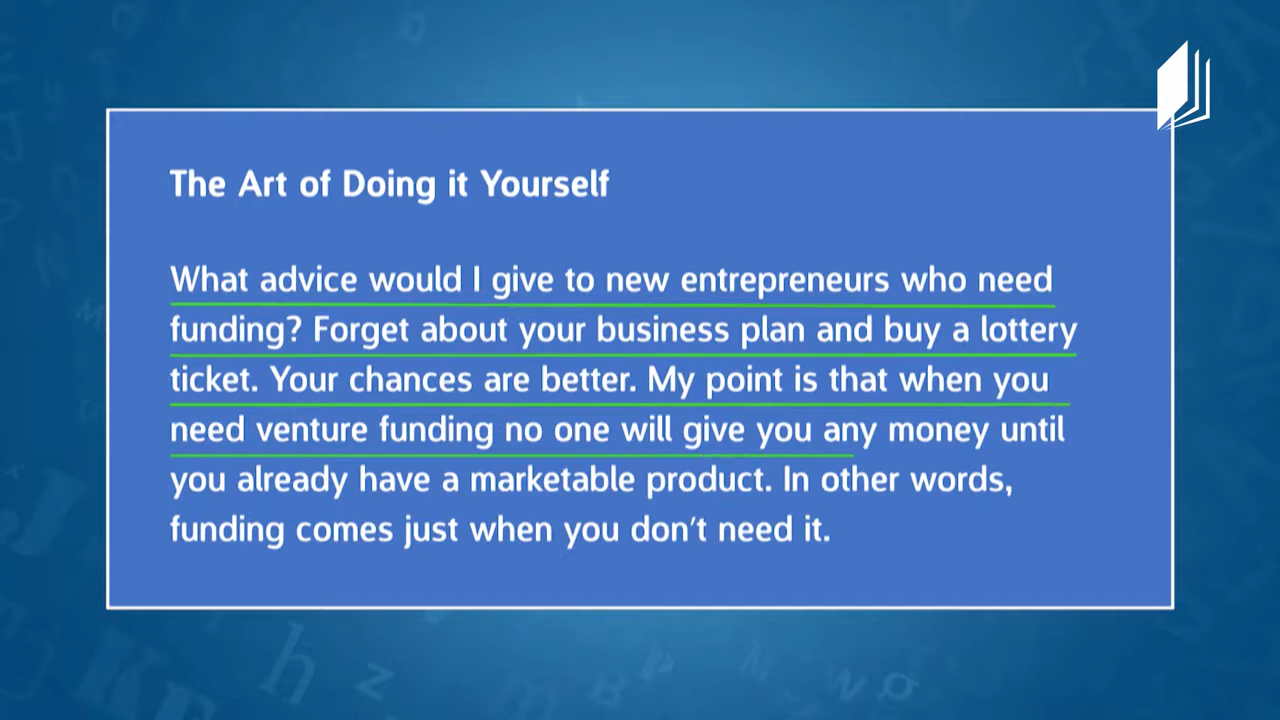 The Art of Doing it Yourself
What advice would I give to new entrepreneurs who need
funding? Forget about your business plan and buy a lottery
ticket. Your chances are better. My point is that when you
need venture funding no one will give you any money until
you already have a marketable product. In other words,
funding comes just when you don’t need it.